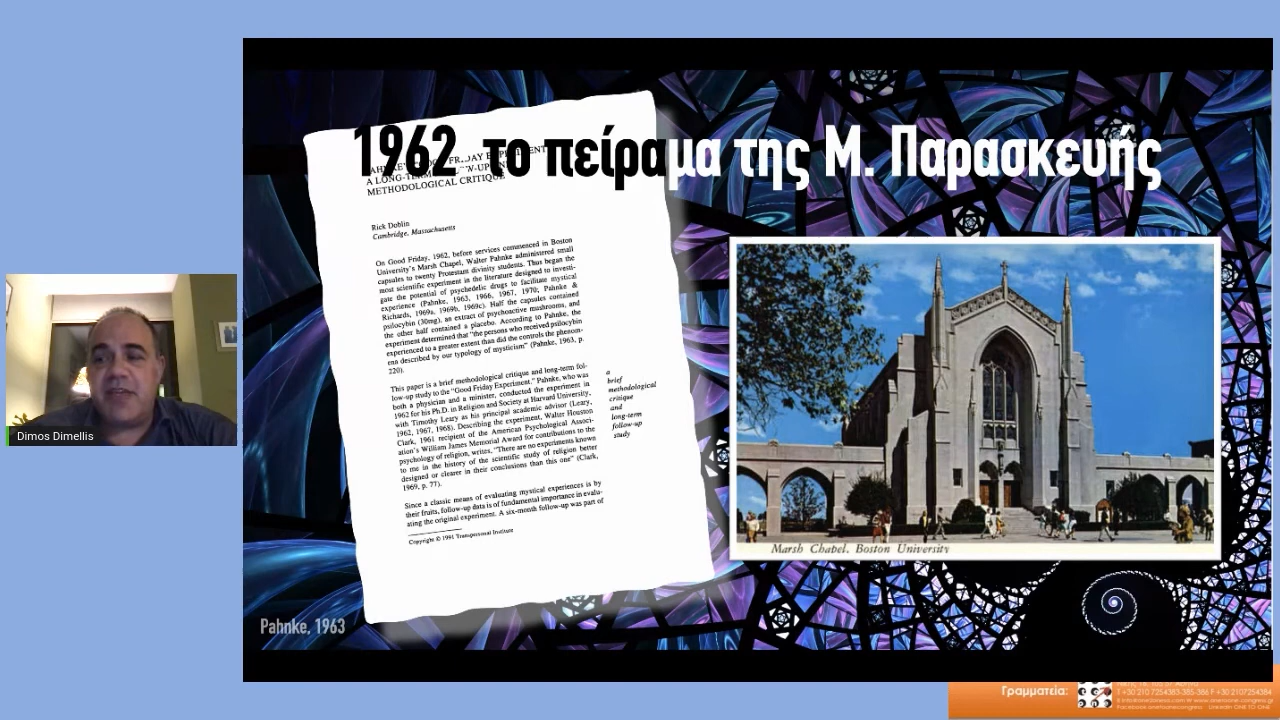 1962 το πείραμα της Μ. Παρασκευής
A LONG-TERM
METHODOLOGICAL CRITIQUE
Rick Doblin
Cambridge, Massachusetts
On Good Friday, 1962, before services commenced in Boston
University's Marsh Chapel, Walter Pahnke administered small
capsules to twenty Protestant divinity students. Thus began the
most scientific experiment in the literature designed to investi-
gate the potential of psychedelic drugs to facilitate mystical
experience (Pahnke, 1963, 1966, 1967, 1970; Pahnke &
Richards, 1969a, 1969b, 1969c). Half the capsules contained
psilocybin (30mg), an extract of psychoactive mushrooms, and
the other half contained a placebo. According to Pahnke, the
experiment determined that "the persons who received psilocybin
experienced to a greater extent than did the controls the phenom-
ena described by our typology of mysticism" (Pahnke, 1963, p.
220).
This paper is a brief methodological critique and long-term fol-
low-up study to the "Good Friday Experiment." Pahnke, who was
both a physician and a minister, conducted the experiment in
1962 for his Ph.D. in Religion and Society at Harvard University,
with Timothy Leary as his principal academic advisor (Leary,
1962, 1967, 1968). Describing the experiment, Walter Houston
Clark, 1961 recipient of the American Psychological Associ-
ation's William James Memorial Award for contributions to the
psychology of religion, writes, "There are no experiments known
to me in the history of the scientific study of religion better
designed or clearer in their conclusions than this one" (Clark,
1969, p. 77).
a
brief
methodological
critique
and
long-term
follow-up
study
Since a classic means of evaluating mystical experiences is by
their fruits, follow-up data is of fundamental importance in evalu-
ating the original experiment. A six-month follow-up was part of
Copyright © 1991 Transpersonal Institute
Marsh Chapel, Boston University
Pahnke, 1963
Dimos Dimellis
Γραμματεία:
T +30 210 7254383-385-386 F +30 2107254384